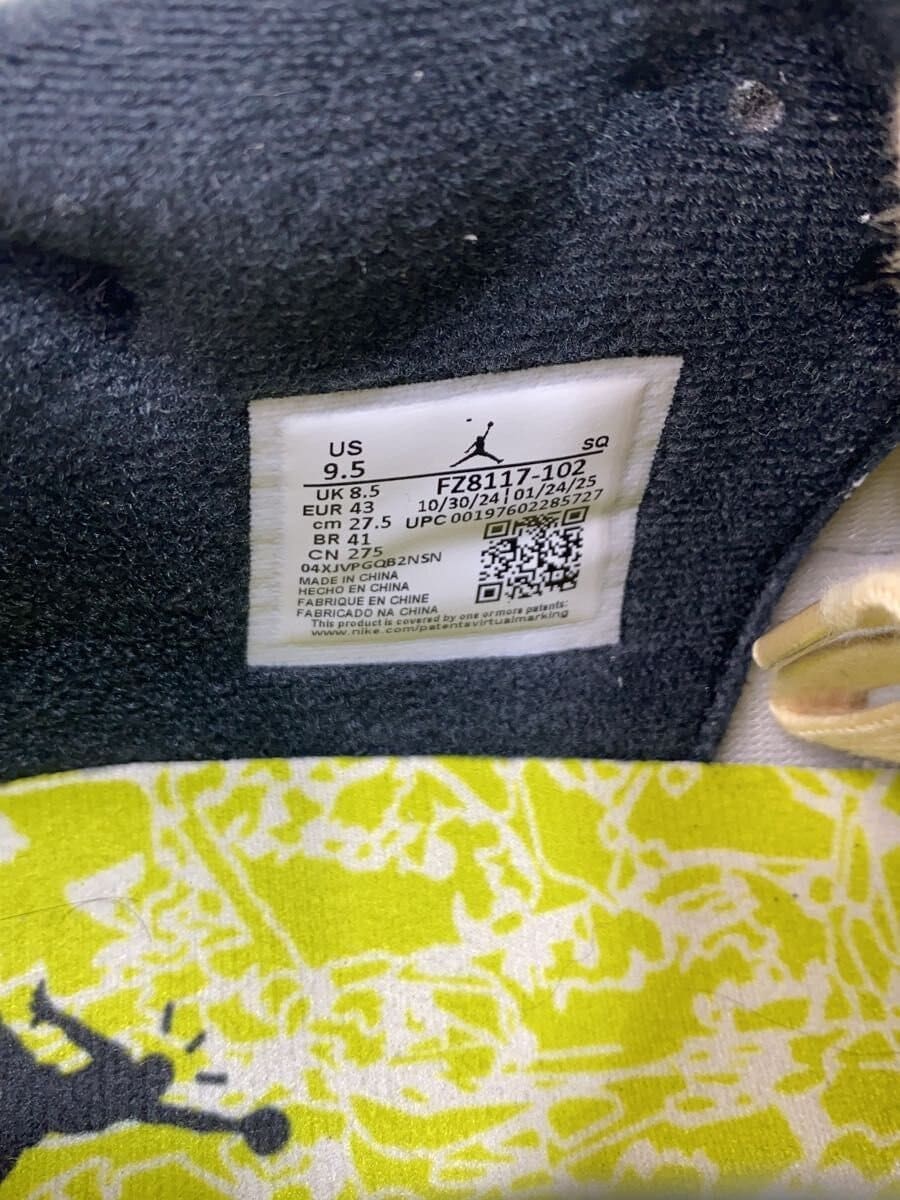 US
9.5
SQ
UK 8.5
FZ8117-102
EUR 43
10/30/24 | 01/24/25
cm 27.5
UPC 00197602285727
BR 41
CN 275
04XJVPGQB2NSN
MADE IN CHINA
HECHO EN CHINA
FABRIQUE EN CHINE
FABRICADO NA CHINA
This product is covered by one or more patents:
www.nike.com/patentsvirtualmarking